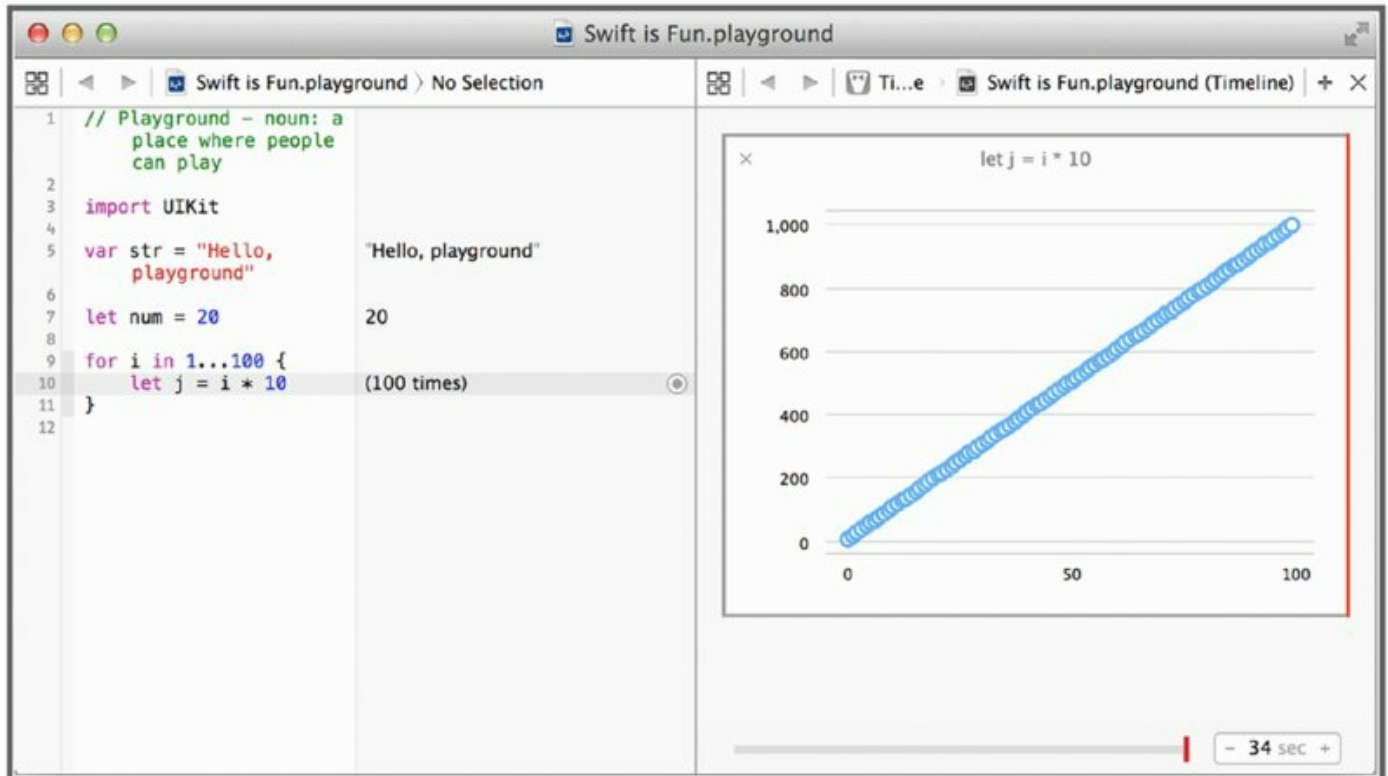 Swift is Fun.playground
Swift is Fun.playground 〉 No Selection
1 // Playground – noun: a
place where people
can play
2
3 import UIKit
4
5 var str = "Hello,
playground"
"Hello, playground"
6
7 let num = 20
20
8
9 for i in 1...100 {
10 let j = i * 10
(100 times)
11 }
12
Ti...e 〉 Swift is Fun.playground (Timeline) + ×
× let j = i * 10
1,000
800
600
400
200
0
0 50 100
– 34 sec +